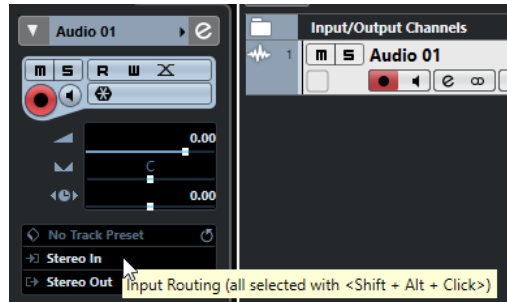 Audio 01
m S R W
0.00
C
0.00
No Track Preset
Stereo In
Stereo Out
Input/Output Channels
1 m S Audio 01
e
Input Routing (all selected with <Shift + Alt + Click>)